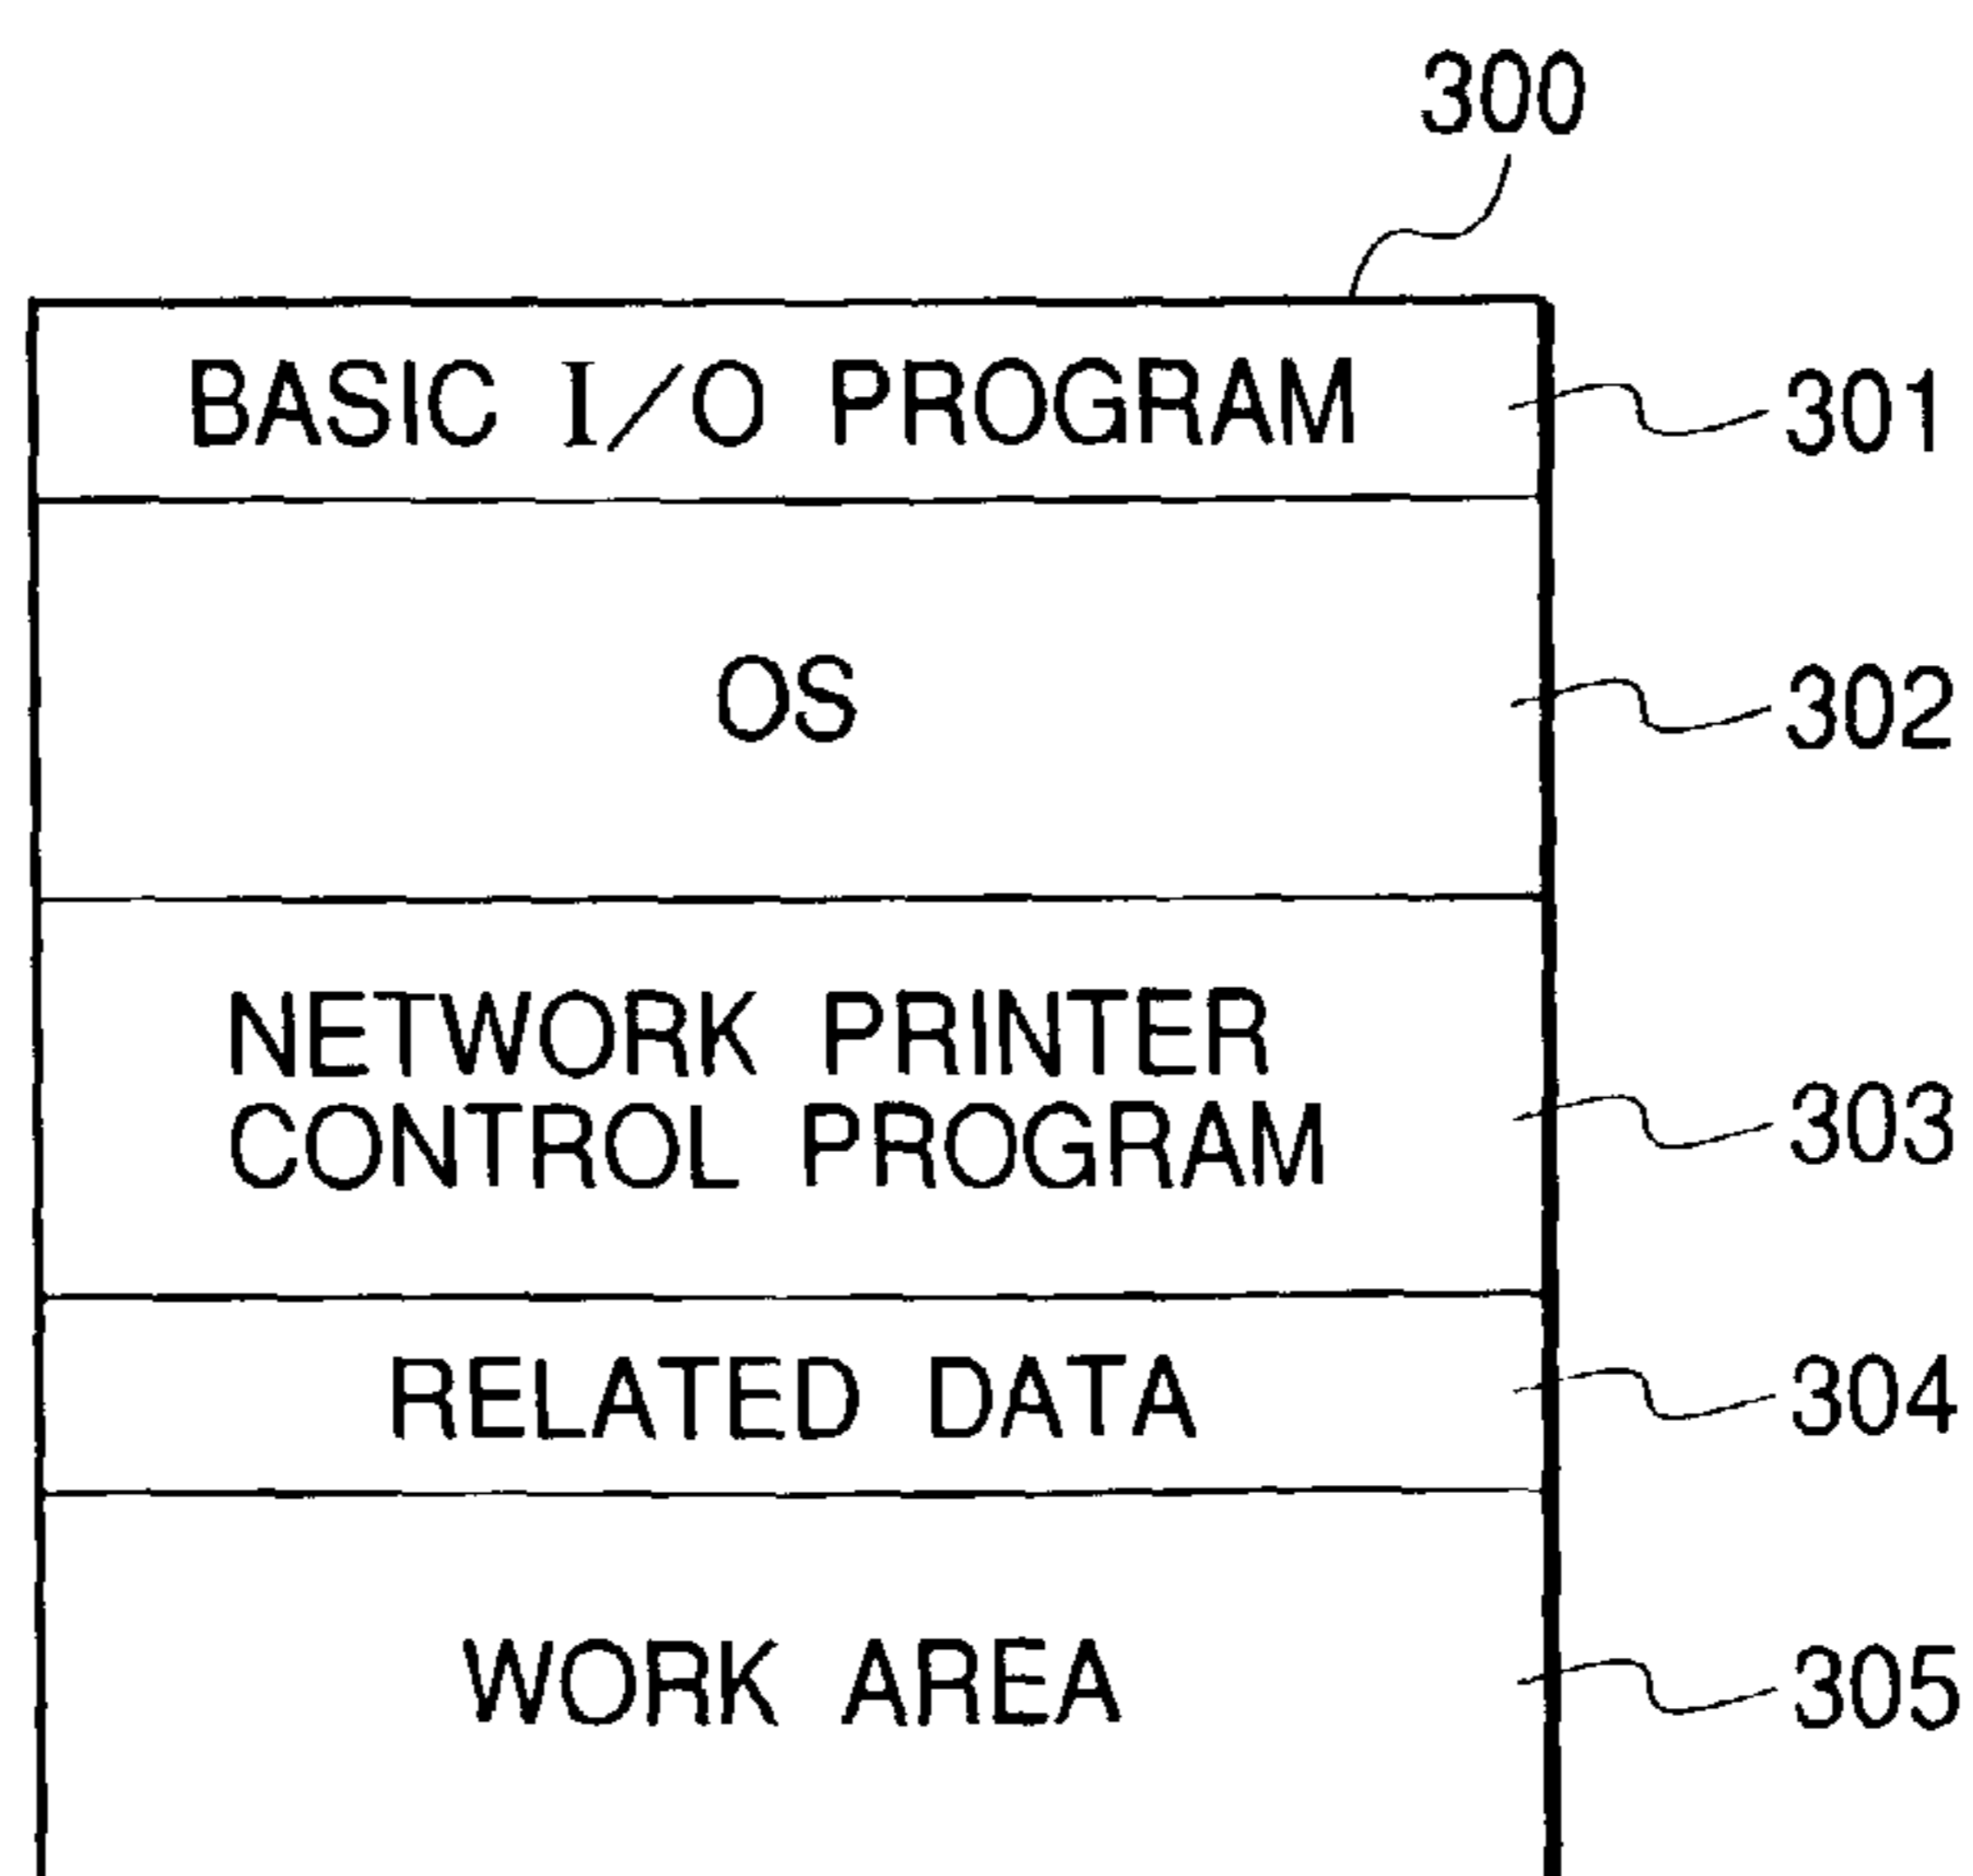 300
BASIC I/O PROGRAM 301
OS 302
NETWORK PRINTER
CONTROL PROGRAM 303
RELATED DATA 304
WORK AREA 305